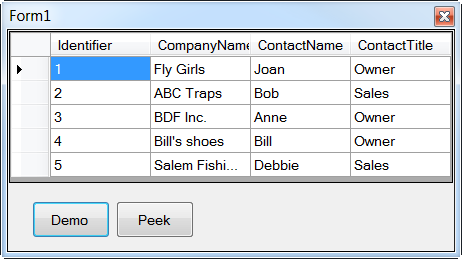 Form1
Identifier CompanyName ContactName ContactTitle
1 Fly Girls Joan Owner
2 ABC Traps Bob Sales
3 BDF Inc. Anne Owner
4 Bill's shoes Bill Owner
5 Salem Fishi... Debbie Sales
Demo Peek